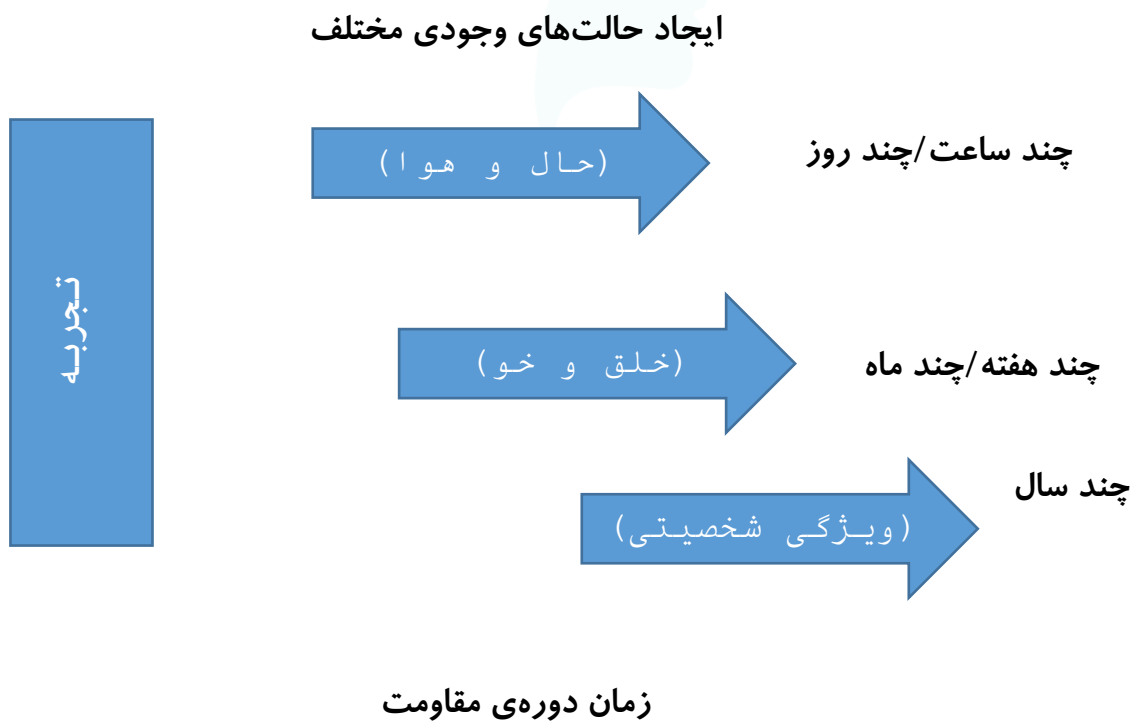 ایجاد حالت‌های وجودی مختلف
(حال و هوا)
چند ساعت/چند روز
تجربه
(خلق و خو)
چند هفته/چند ماه
چند سال
(ویژگی شخصیتی)
زمان دوره‌ی مقاومت